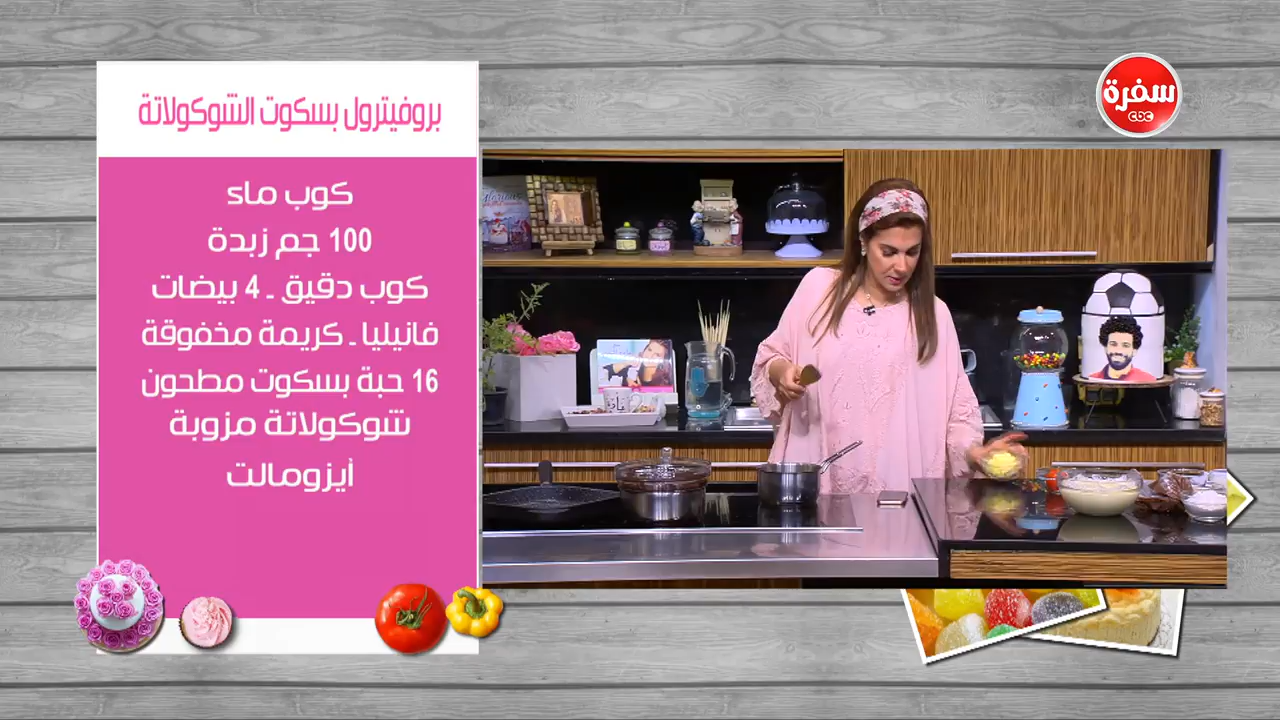 بروفيترول بسكوت الشوكولاتة
كوب ماء
100 جم زبدة
كوب دقيق - 4 بيضات
فانيليا - كريمة مخفوقة
16 حبة بسكوت مطحون
شوكولاتة مزوبة
أيزومالت
سفرة
cbc